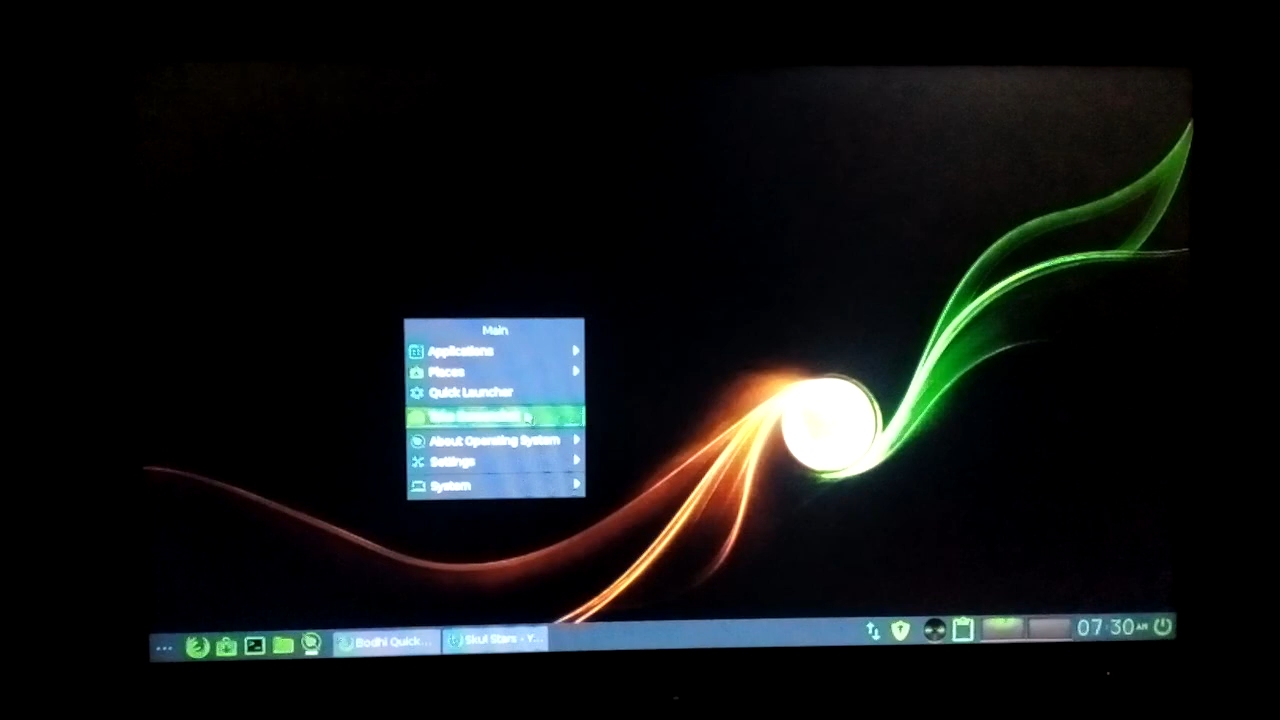 Main
Applications
Places
Quick Launcher
About Operating System
Settings
System
Bodhi Quick...
Skul Stars - Y...
07:30 AM